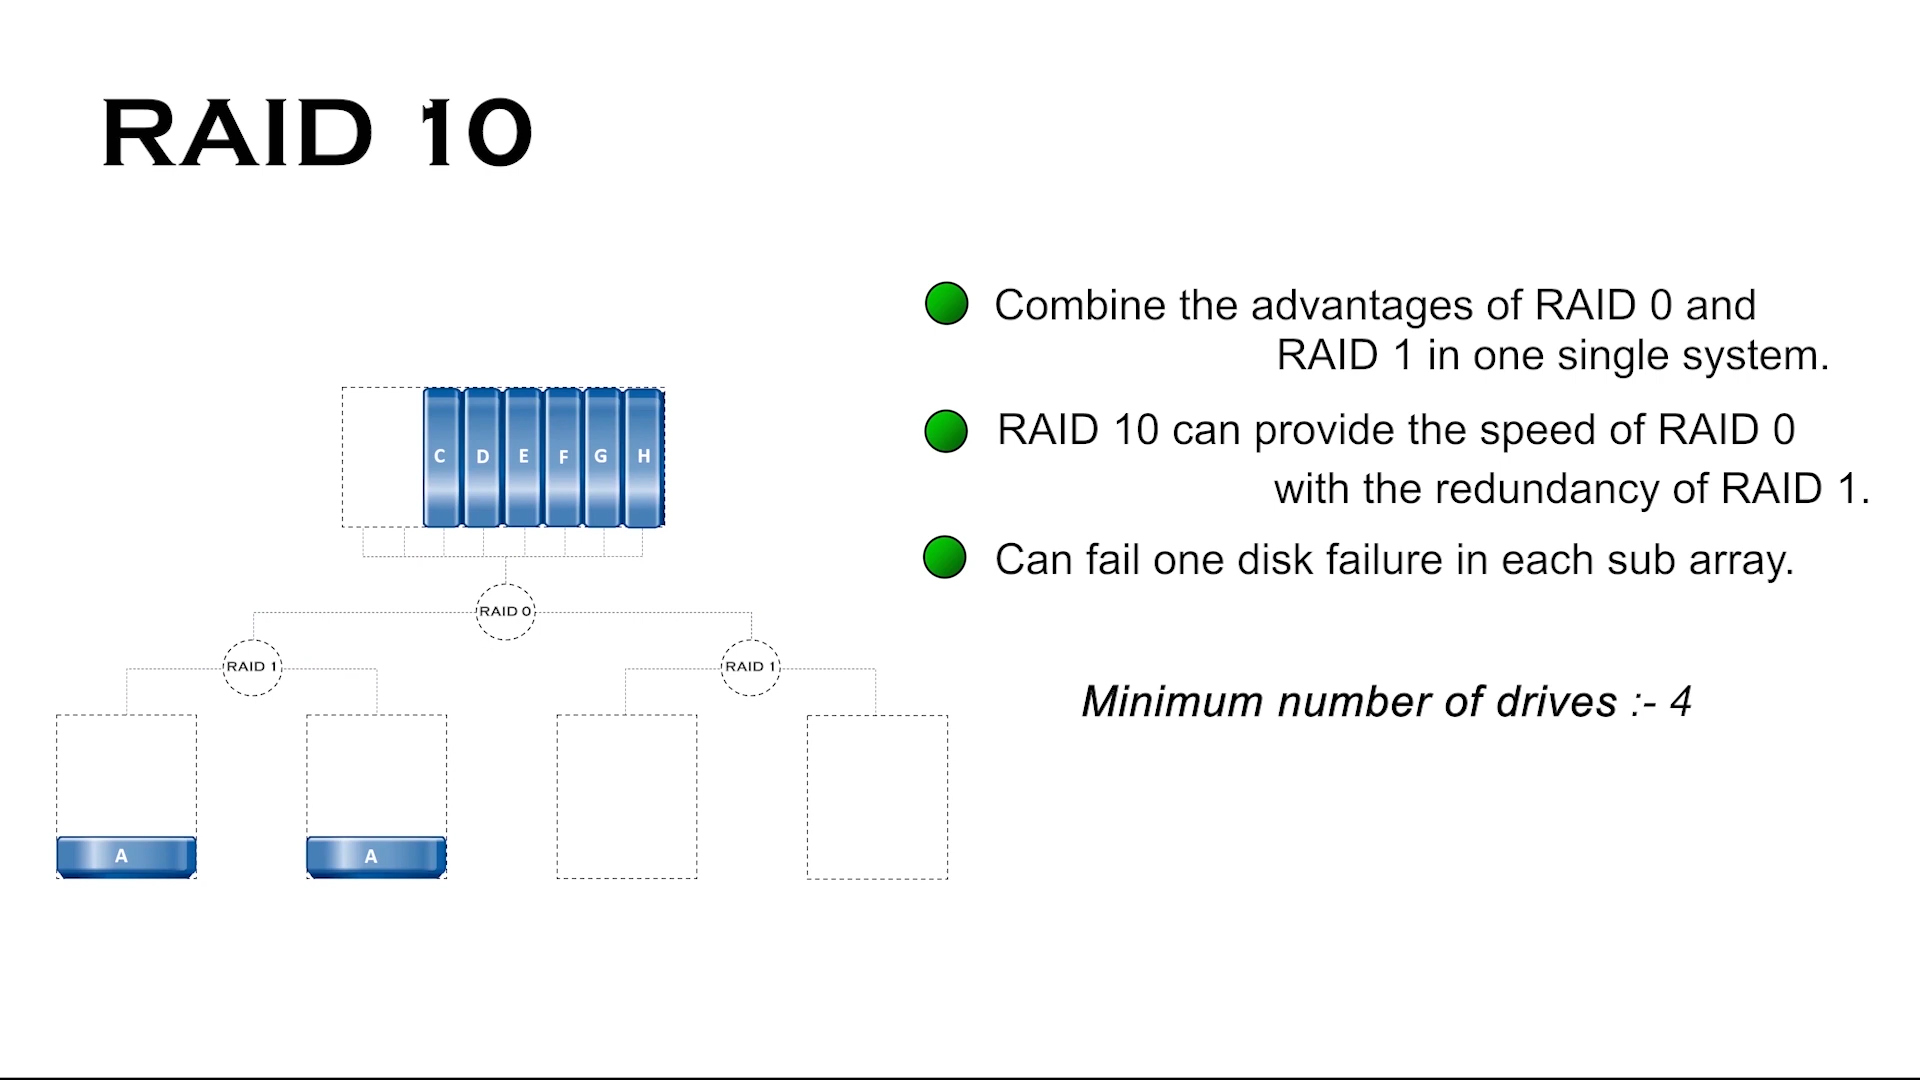 RAID 10
Combine the advantages of RAID 0 and
RAID 1 in one single system.
RAID 10 can provide the speed of RAID 0
with the redundancy of RAID 1.
Can fail one disk failure in each sub array.
Minimum number of drives :- 4
C D E F G H
RAID 0
RAID 1 RAID 1
A A